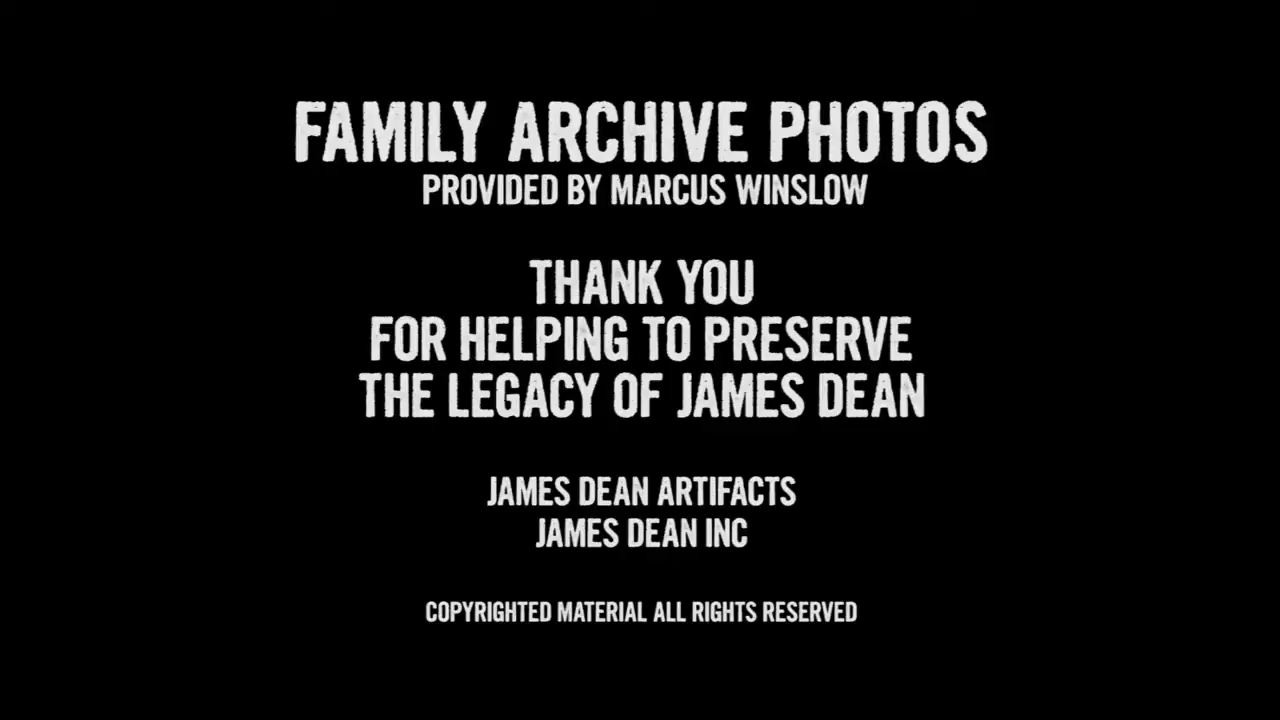 FAMILY ARCHIVE PHOTOS
PROVIDED BY MARCUS WINSLOW
THANK YOU
FOR HELPING TO PRESERVE
THE LEGACY OF JAMES DEAN
JAMES DEAN ARTIFACTS
JAMES DEAN INC
COPYRIGHTED MATERIAL ALL RIGHTS RESERVED